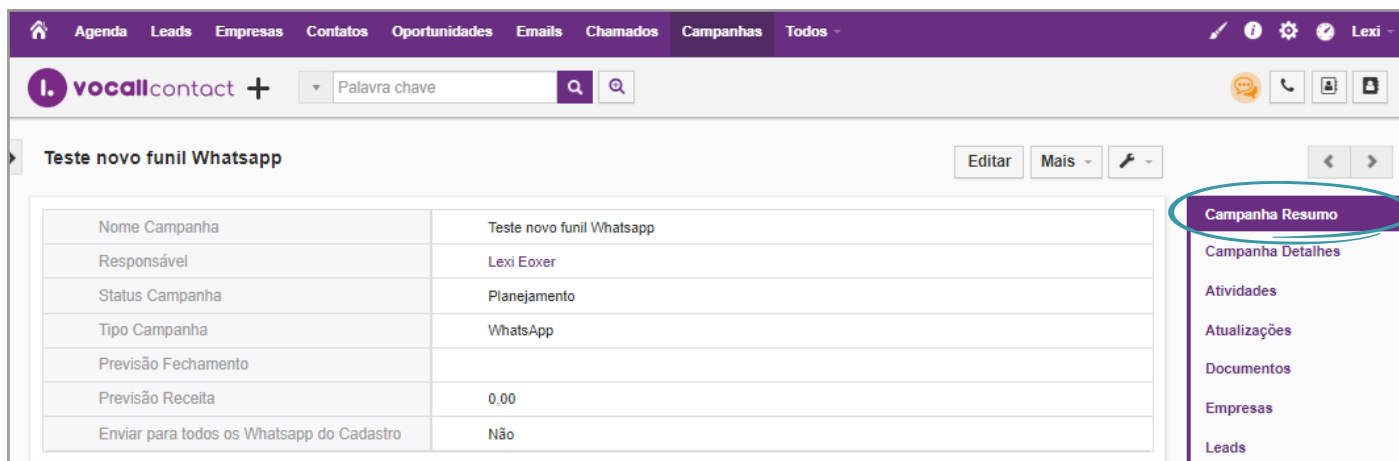 Agenda Leads Empresas Contatos Oportunidades Emails Chamados Campanhas Todos Lexi
l. vocallcontact + Palavra chave
Teste novo funil Whatsapp Editar Mais
Nome Campanha Teste novo funil Whatsapp
Responsável Lexi Eoxer
Status Campanha Planejamento
Tipo Campanha WhatsApp
Previsão Fechamento
Previsão Receita 0,00
Enviar para todos os Whatsapp do Cadastro Não
Campanha Resumo
Campanha Detalhes
Atividades
Atualizações
Documentos
Empresas
Leads